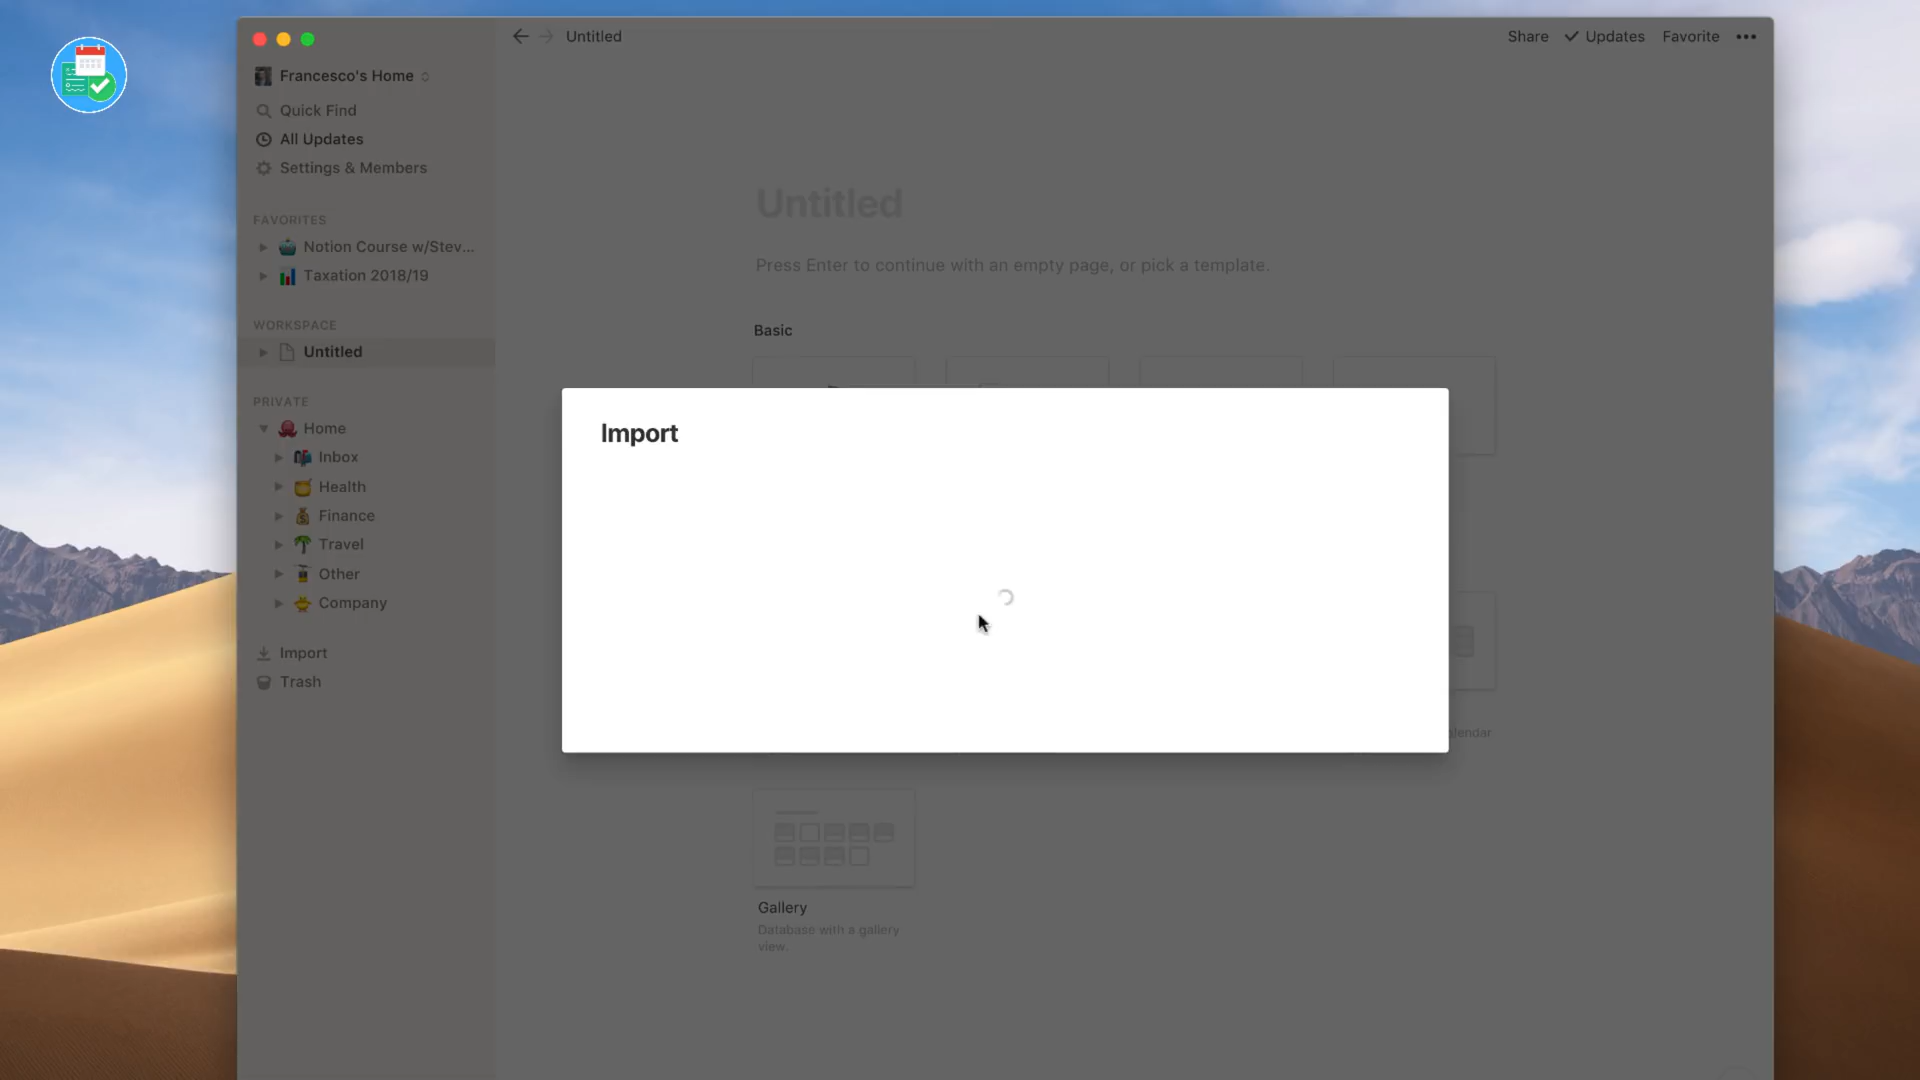 Untitled
Share
Updates
Favorite
Francesco's Home
Quick Find
All Updates
Settings & Members
FAVORITES
Notion Course w/Stev...
Taxation 2018/19
WORKSPACE
Untitled
PRIVATE
Home
Inbox
Health
Finance
Travel
Other
Company
Import
Trash
Untitled
Press Enter to continue with an empty page, or pick a template.
Basic
Import
Gallery
Database with a gallery
view.